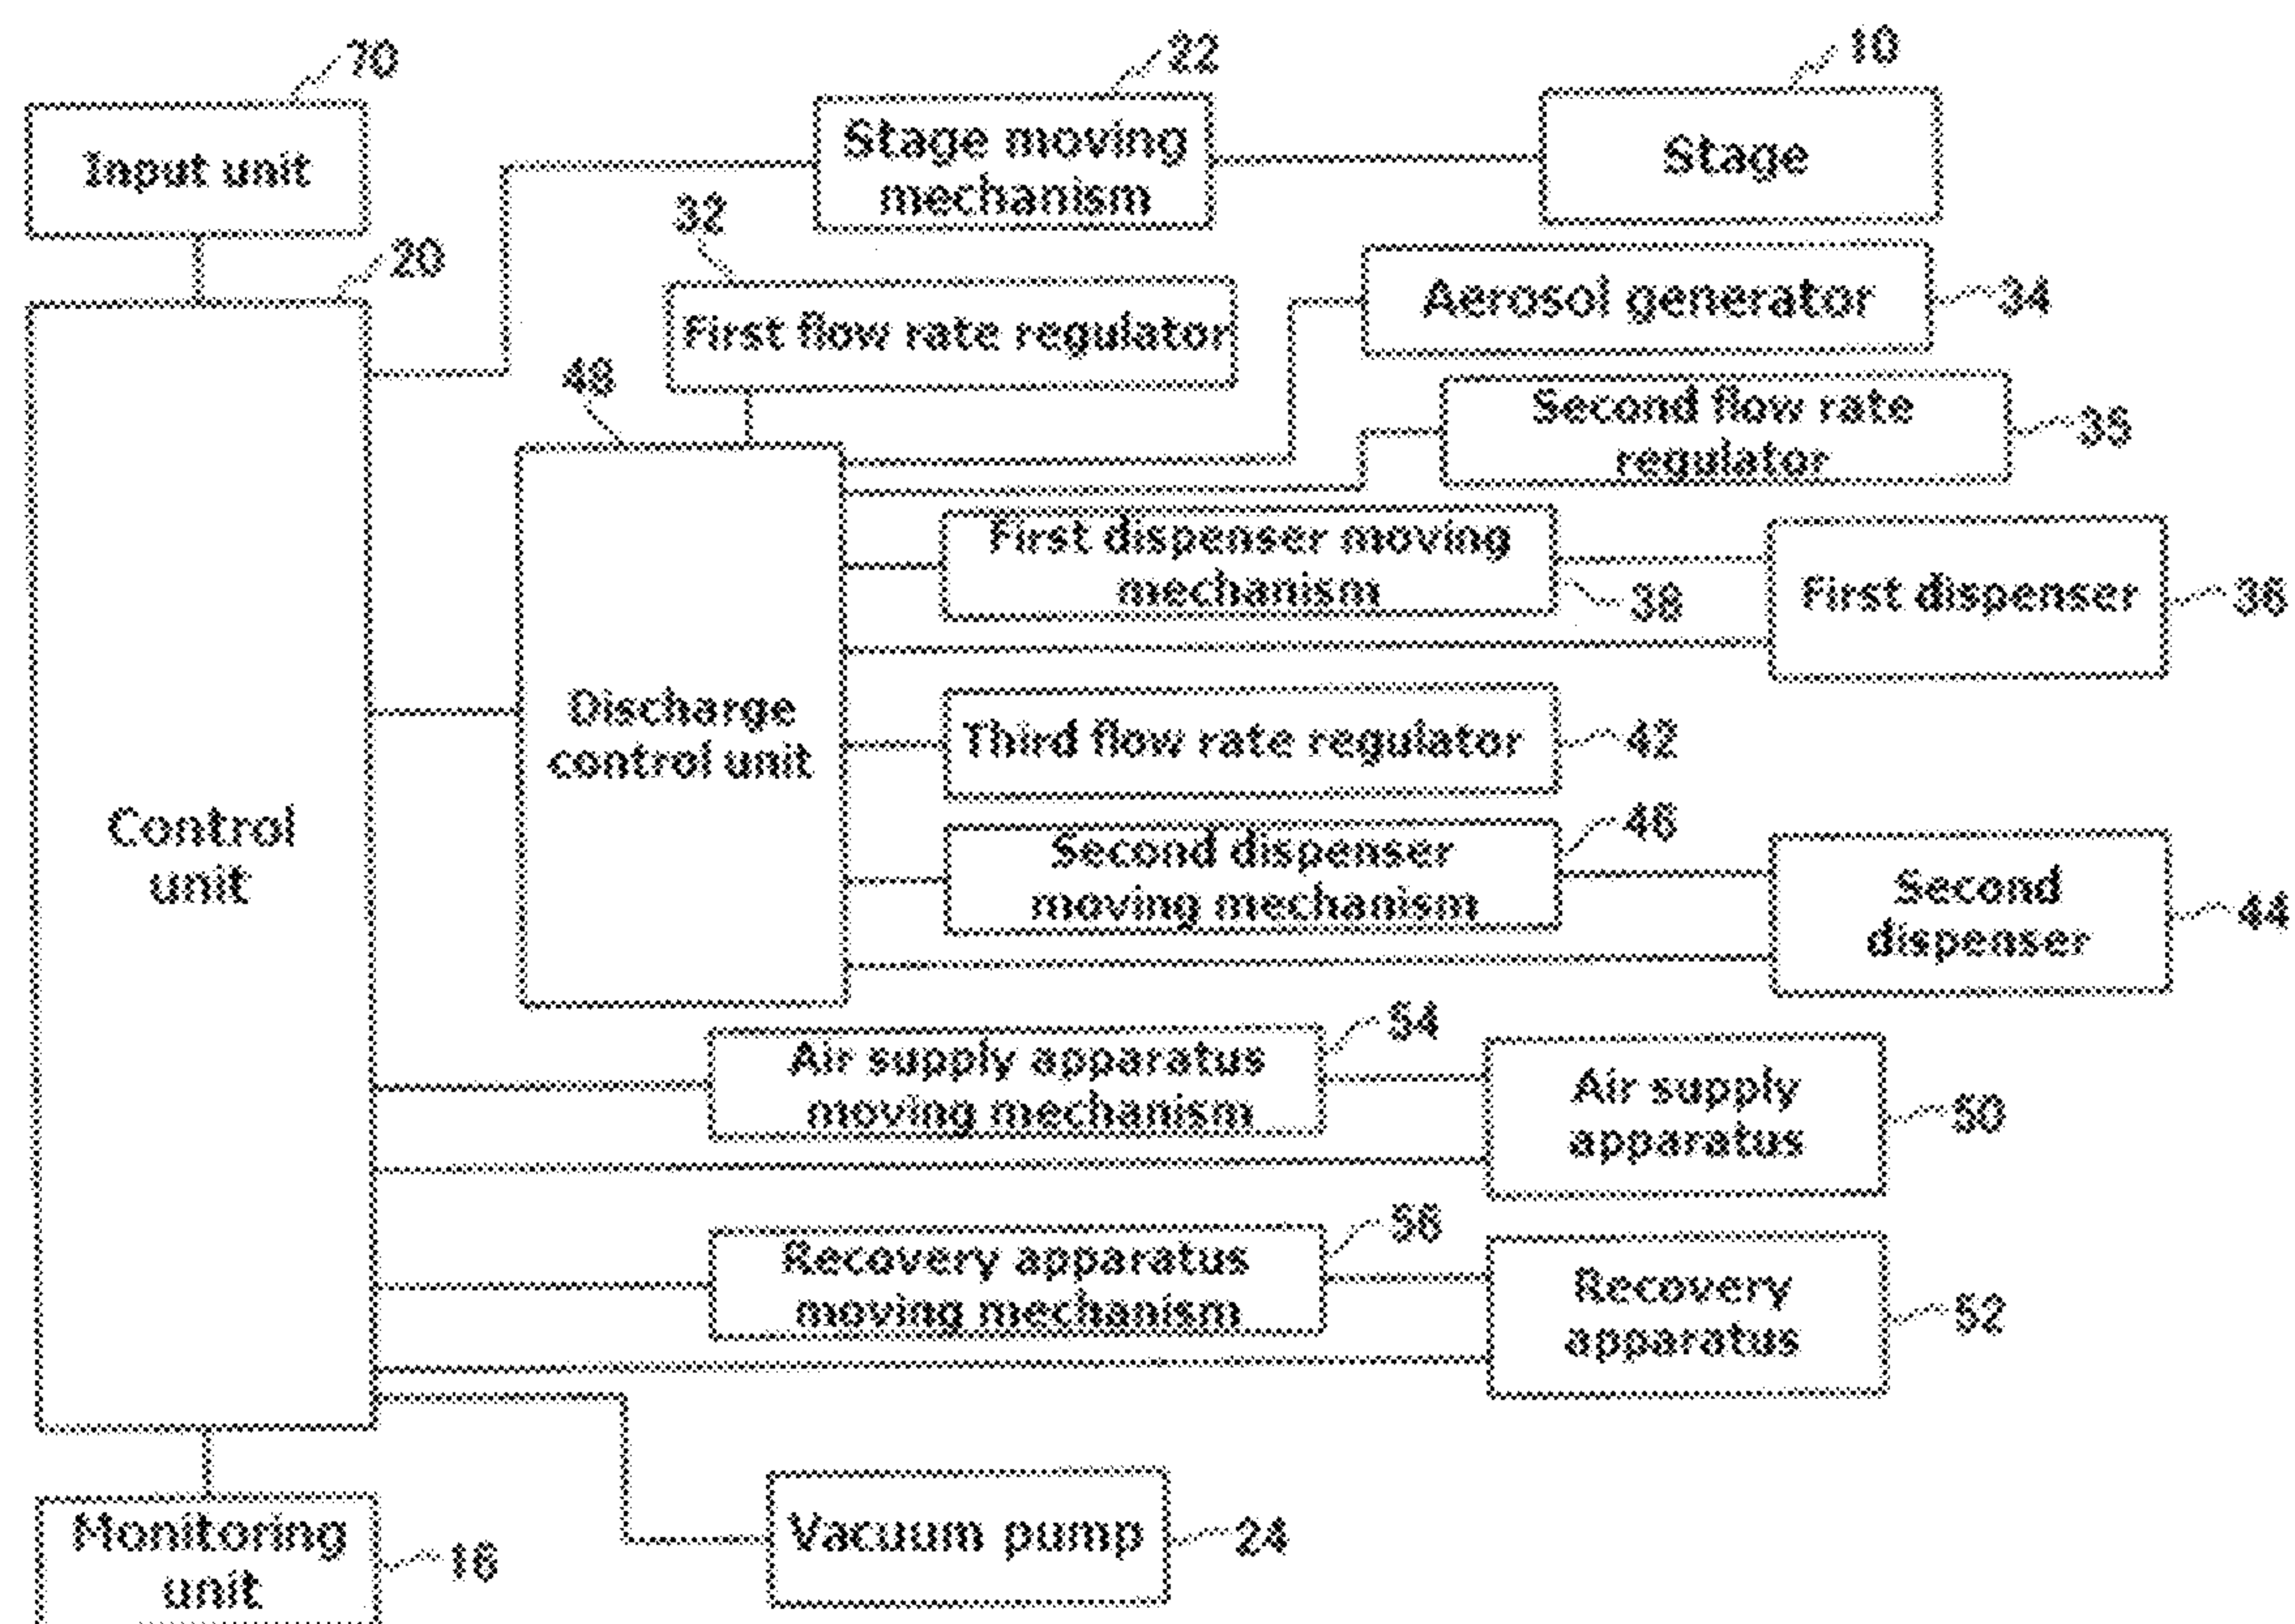 70
22
10
Input unit
Stage moving
mechanism
Stage
32
20
First flow rate regulator
Aerosol generator
34
48
Second flow rate
regulator
35
First dispenser moving
mechanism
38
First dispenser
36
Discharge
control unit
Third flow rate regulator
42
Control
unit
46
Second dispenser
moving mechanism
Second
dispenser
44
54
Air supply apparatus
moving mechanism
Air supply
apparatus
50
56
Recovery apparatus
moving mechanism
Recovery
apparatus
52
Monitoring
unit
16
Vacuum pump
24